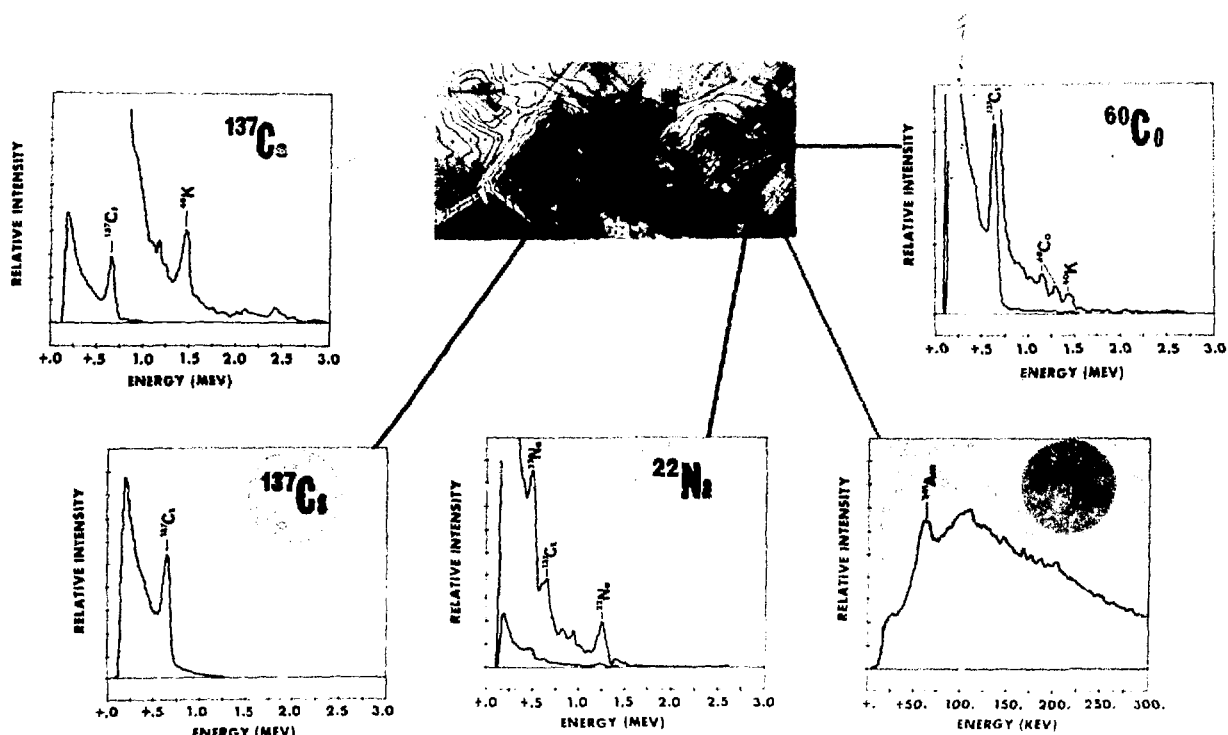 137Cs
RELATIVE INTENSITY
137Cs
40K
+.0 +.5 1.0 1.5 2.0 2.5 3.0
ENERGY (MEV)
60Co
RELATIVE INTENSITY
137Cs
60Co
40K
+.0 +.5 1.0 1.5 2.0 2.5 3.0
ENERGY (MEV)
137Cs
RELATIVE INTENSITY
137Cs
+.0 +.5 1.0 1.5 2.0 2.5 3.0
ENERGY (MEV)
22Na
RELATIVE INTENSITY
22Na
137Cs
22Na
+.0 +.5 1.0 1.5 2.0 2.5 3.0
ENERGY (MEV)
RELATIVE INTENSITY
241Am
+. +50. 100. 150. 200. 250. 300.
ENERGY (KEV)